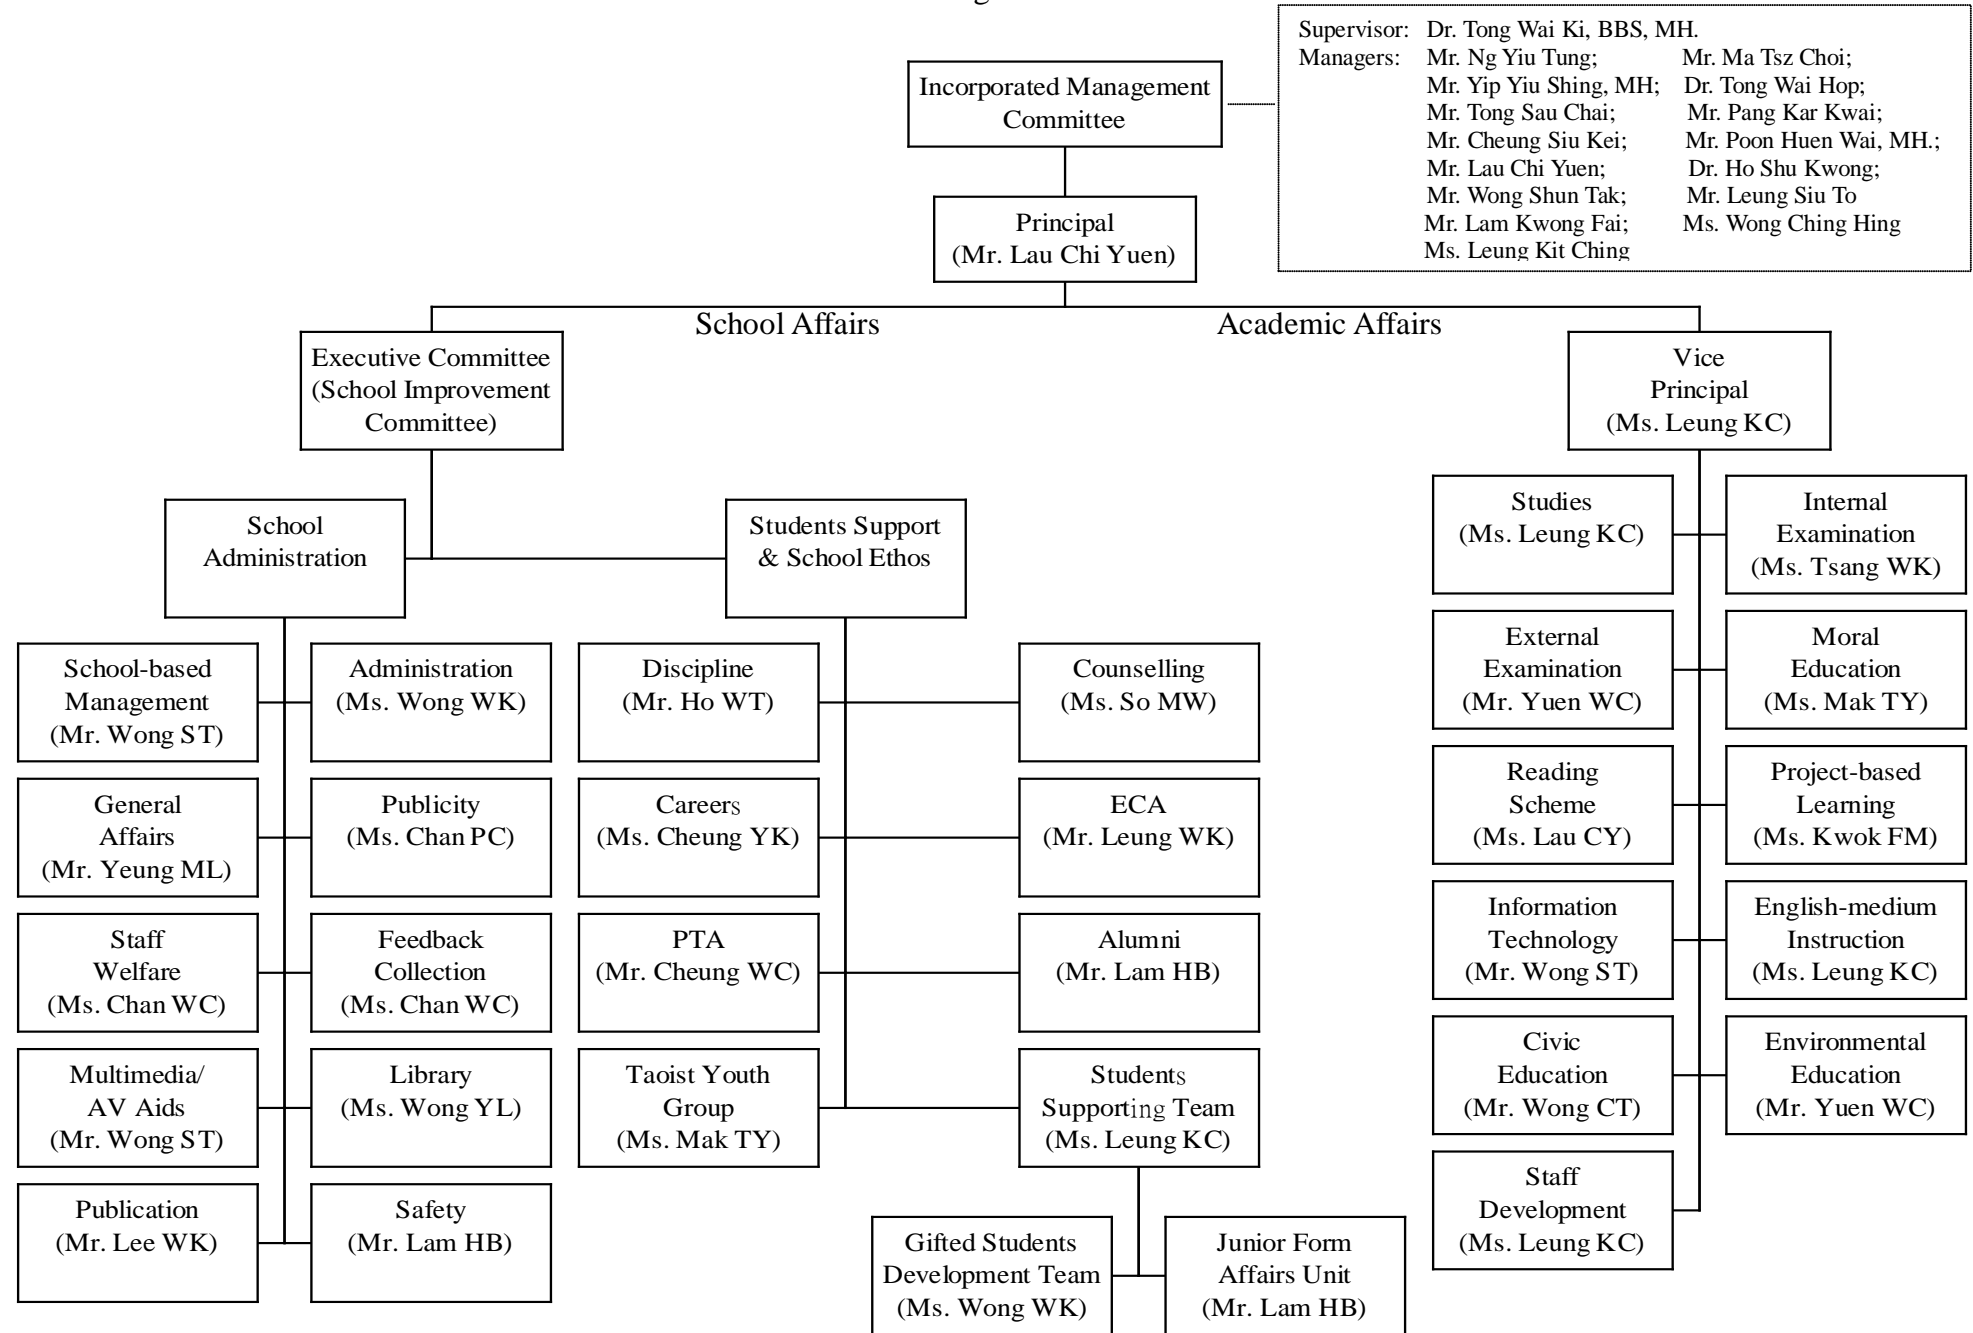 Supervisor: Dr. Tong Wai Ki, BBS, MH.
Managers: Mr. Ng Yiu Tung; Mr. Ma Tsz Choi;
Mr. Yip Yiu Shing, MH; Dr. Tong Wai Hop;
Mr. Tong Sau Chai; Mr. Pang Kar Kwai;
Mr. Cheung Siu Kei; Mr. Poon Huen Wai, MH.;
Mr. Lau Chi Yuen; Dr. Ho Shu Kwong;
Mr. Wong Shun Tak; Mr. Leung Siu To
Mr. Lam Kwong Fai; Ms. Wong Ching Hing
Ms. Leung Kit Ching
Incorporated Management
Committee
Principal
(Mr. Lau Chi Yuen)
School Affairs
Academic Affairs
Executive Committee
(School Improvement
Committee)
Vice
Principal
(Ms. Leung KC)
School
Administration
Students Support
& School Ethos
School-based
Management
(Mr. Wong ST)
Administration
(Ms. Wong WK)
General
Affairs
(Mr. Yeung ML)
Publicity
(Ms. Chan PC)
Staff
Welfare
(Ms. Chan WC)
Feedback
Collection
(Ms. Chan WC)
Multimedia/
AV Aids
(Mr. Wong ST)
Library
(Ms. Wong YL)
Publication
(Mr. Lee WK)
Safety
(Mr. Lam HB)
Discipline
(Mr. Ho WT)
Counselling
(Ms. So MW)
Careers
(Ms. Cheung YK)
ECA
(Mr. Leung WK)
PTA
(Mr. Cheung WC)
Alumni
(Mr. Lam HB)
Taoist Youth
Group
(Ms. Mak TY)
Students
Supporting Team
(Ms. Leung KC)
Gifted Students
Development Team
(Ms. Wong WK)
Junior Form
Affairs Unit
(Mr. Lam HB)
Studies
(Ms. Leung KC)
Internal
Examination
(Ms. Tsang WK)
External
Examination
(Mr. Yuen WC)
Moral
Education
(Ms. Mak TY)
Reading
Scheme
(Ms. Lau CY)
Project-based
Learning
(Ms. Kwok FM)
Information
Technology
(Mr. Wong ST)
English-medium
Instruction
(Ms. Leung KC)
Civic
Education
(Mr. Wong CT)
Environmental
Education
(Mr. Yuen WC)
Staff
Development
(Ms. Leung KC)